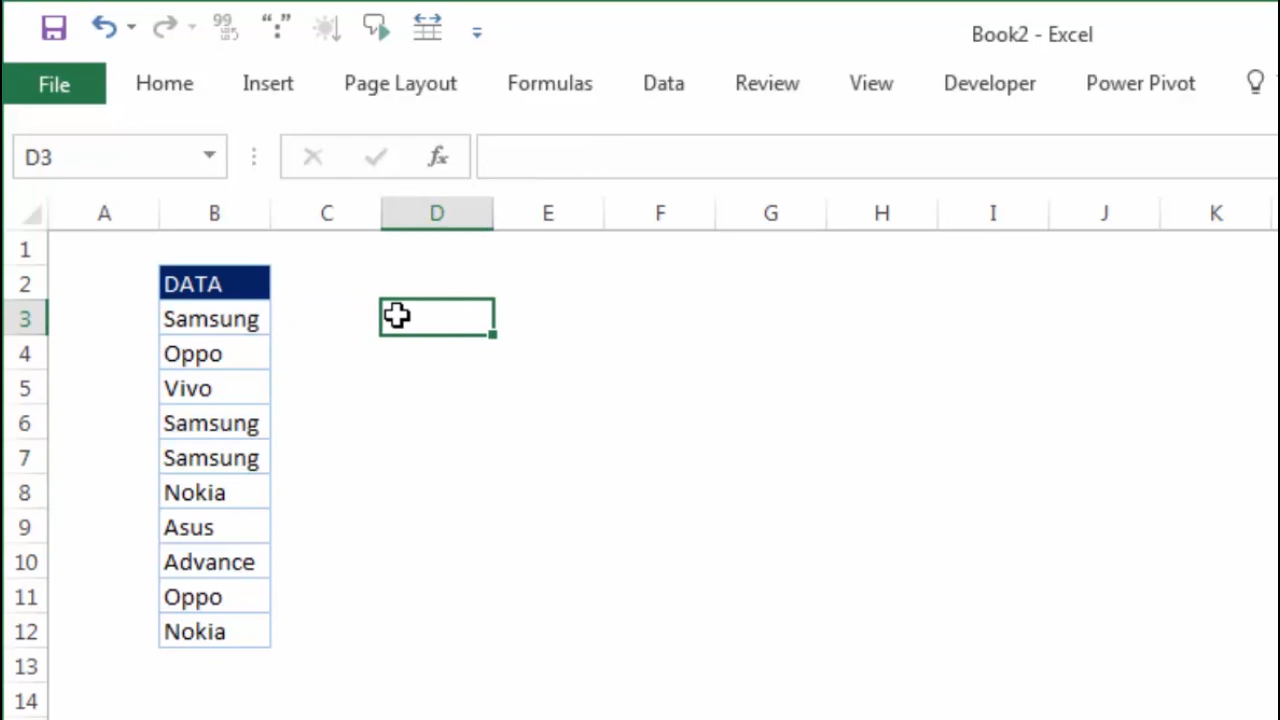 Book2 - Excel
File Home Insert Page Layout Formulas Data Review View Developer Power Pivot
D3 fx
A B C D E F G H I J K
1
2 DATA
3 Samsung
4 Oppo
5 Vivo
6 Samsung
7 Samsung
8 Nokia
9 Asus
10 Advance
11 Oppo
12 Nokia
13
14